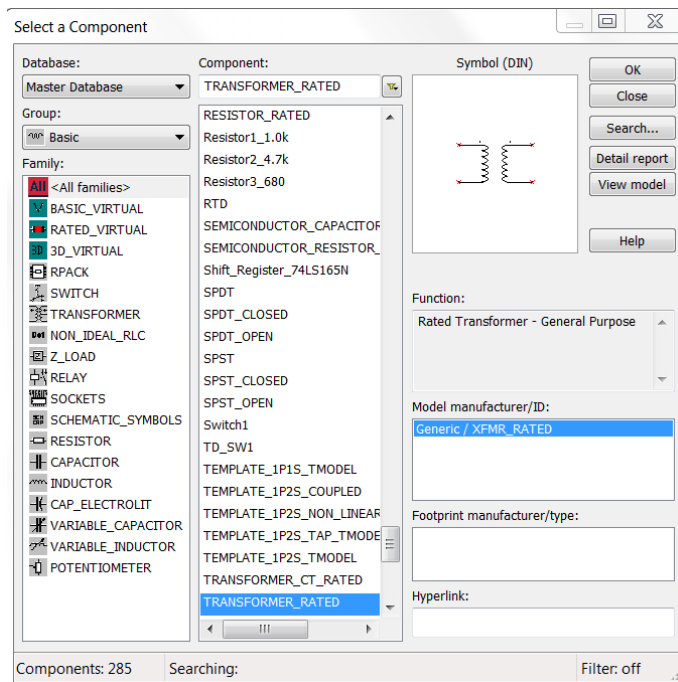 Select a Component
Database:
Master Database
Group:
Basic
Family:
All <All families>
V BASIC_VIRTUAL
RATED_VIRTUAL
3D 3D_VIRTUAL
RPACK
SWITCH
TRANSFORMER
NON_IDEAL_RLC
Z_LOAD
RELAY
SOCKETS
SCHEMATIC_SYMBOLS
RESISTOR
CAPACITOR
INDUCTOR
CAP_ELECTROLIT
VARIABLE_CAPACITOR
VARIABLE_INDUCTOR
POTENTIOMETER
Component:
TRANSFORMER_RATED
RESISTOR_RATED
Resistor1_1.0k
Resistor2_4.7k
Resistor3_680
RTD
SEMICONDUCTOR_CAPACITOR
SEMICONDUCTOR_RESISTOR_
Shift_Register_74LS165N
SPDT
SPDT_CLOSED
SPDT_OPEN
SPST
SPST_CLOSED
SPST_OPEN
Switch1
TD_SW1
TEMPLATE_1P1S_TMODEL
TEMPLATE_1P2S_COUPLED
TEMPLATE_1P2S_NON_LINEAR
TEMPLATE_1P2S_TAP_TMODE
TEMPLATE_1P2S_TMODEL
TRANSFORMER_CT_RATED
TRANSFORMER_RATED
Symbol (DIN)
OK
Close
Search...
Detail report
View model
Help
Function:
Rated Transformer - General Purpose
Model manufacturer/ID:
Generic / XFMR_RATED
Footprint manufacturer/type:
Hyperlink:
Components: 285
Searching:
Filter: off